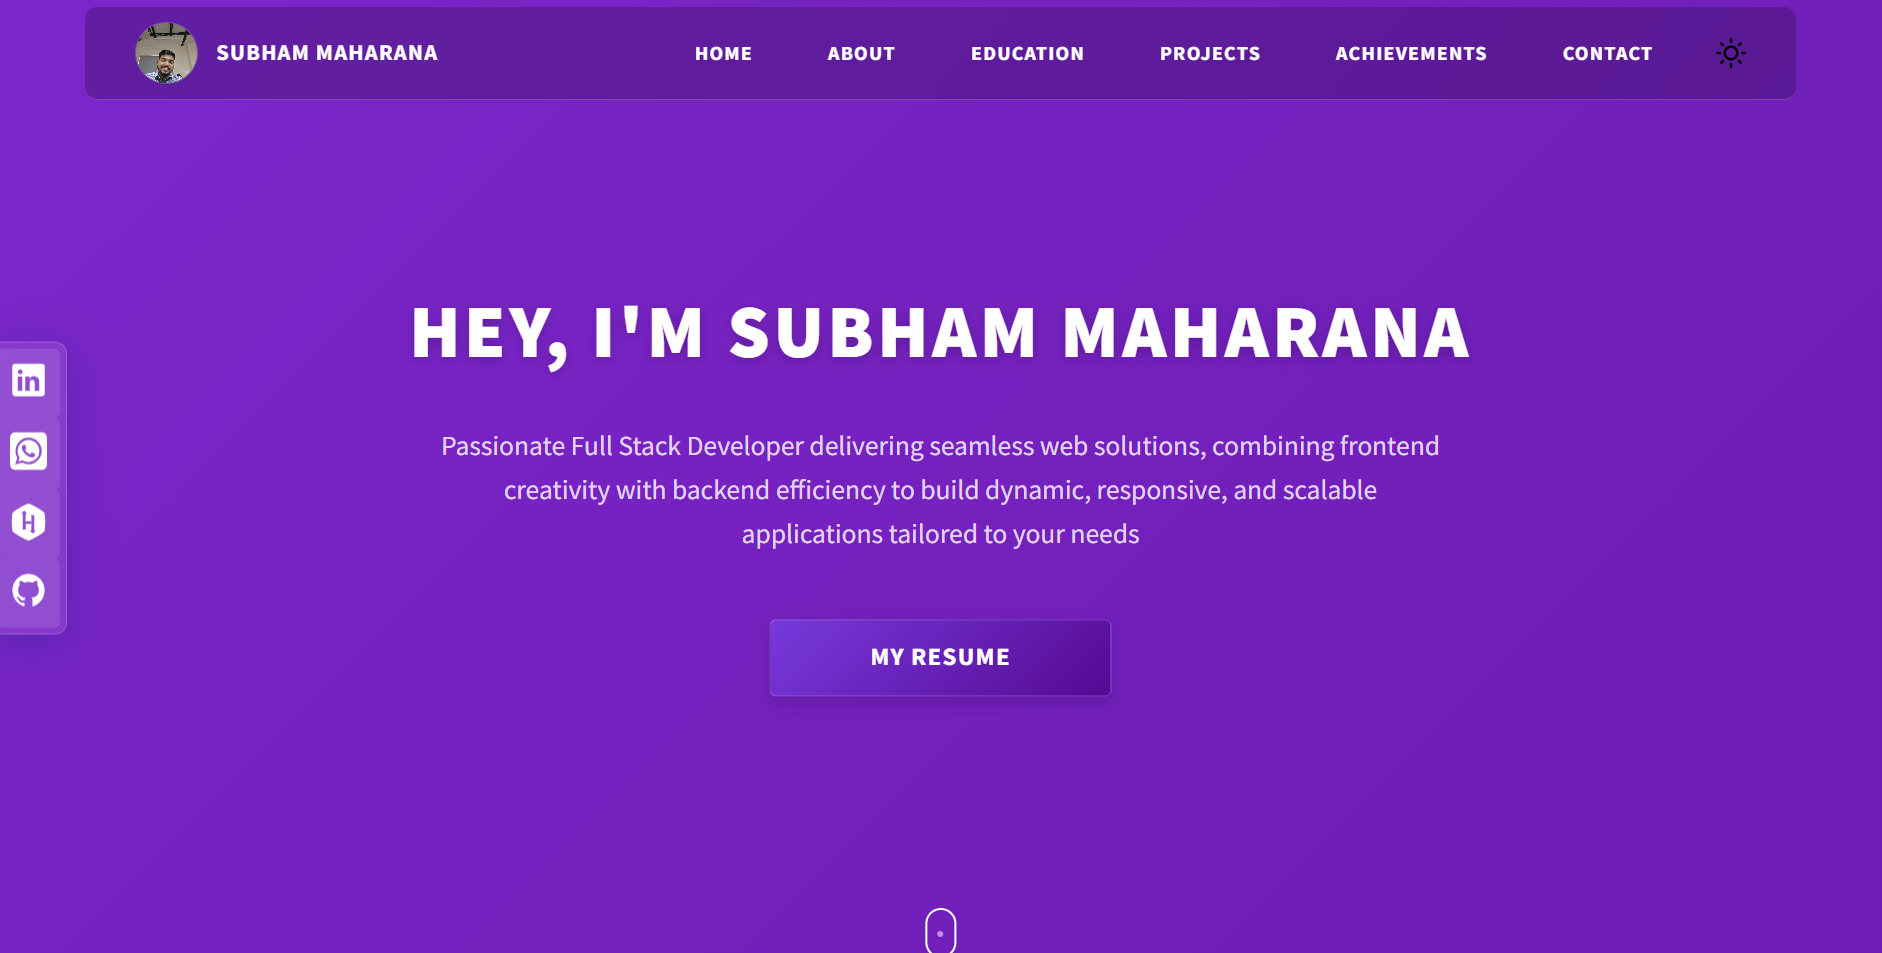 SUBHAM MAHARANA
HOME
ABOUT
EDUCATION
PROJECTS
ACHIEVEMENTS
CONTACT
HEY, I'M SUBHAM MAHARANA
Passionate Full Stack Developer delivering seamless web solutions, combining frontend
creativity with backend efficiency to build dynamic, responsive, and scalable
applications tailored to your needs
in
H
MY RESUME